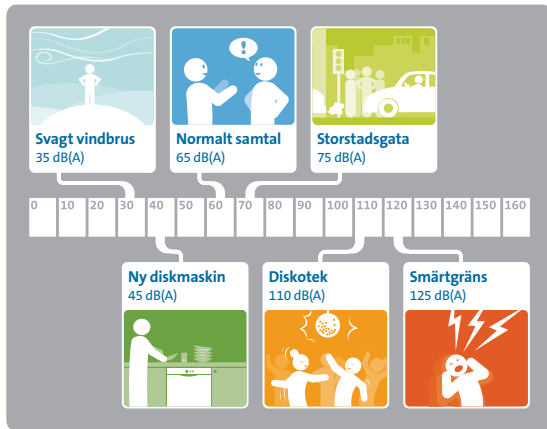 Svagt vindbrus
35 dB(A)
Normalt samtal
65 dB(A)
Storstadsgata
75 dB(A)
0 10 20 30 40 50 60 70 80 90 100 110 120 130 140 150 160
Ny diskmaskin
45 dB(A)
Diskotek
110 dB(A)
Smärtgräns
125 dB(A)
!